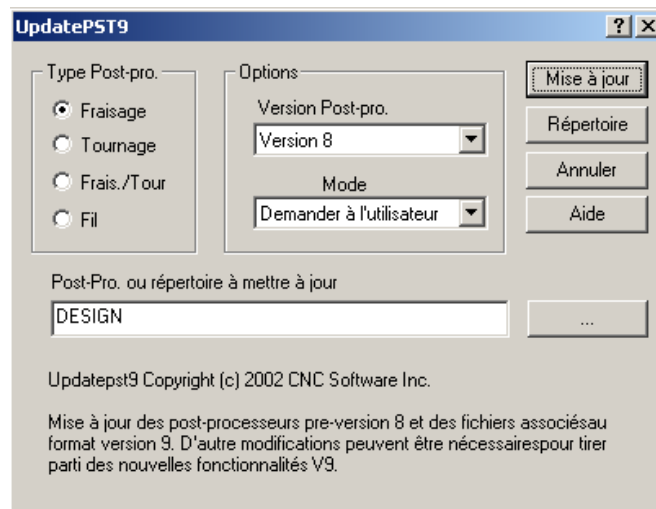 UpdatePST9
Type Post-pro.
Fraisage
Tournage
Frais./Tour
Fil
Options
Version Post-pro.
Version 8
Mode
Demander à l'utilisateur
Mise à jour
Répertoire
Annuler
Aide
Post-Pro. ou répertoire à mettre à jour
DESIGN
...
Updatepst9 Copyright (c) 2002 CNC Software Inc.
Mise à jour des post-processeurs pre-version 8 et des fichiers associésau
format version 9. D'autre modifications peuvent être nécessairespour tirer
parti des nouvelles fonctionnalités V9.